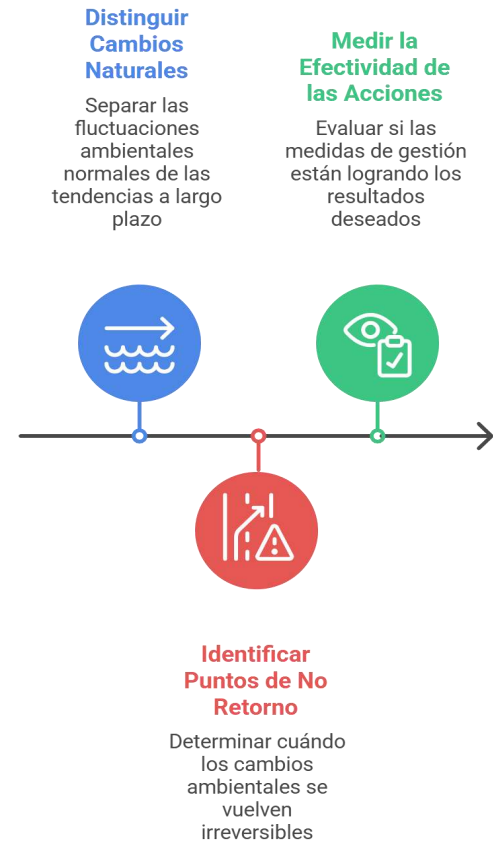 Distinguir
Cambios
Naturales
Separar las
fluctuaciones
ambientales
normales de las
tendencias a largo
plazo
Medir la
Efectividad de
las Acciones
Evaluar si las
medidas de gestión
están logrando los
resultados
deseados
Identificar
Puntos de No
Retorno
Determinar cuándo
los cambios
ambientales se
vuelven
irreversibles